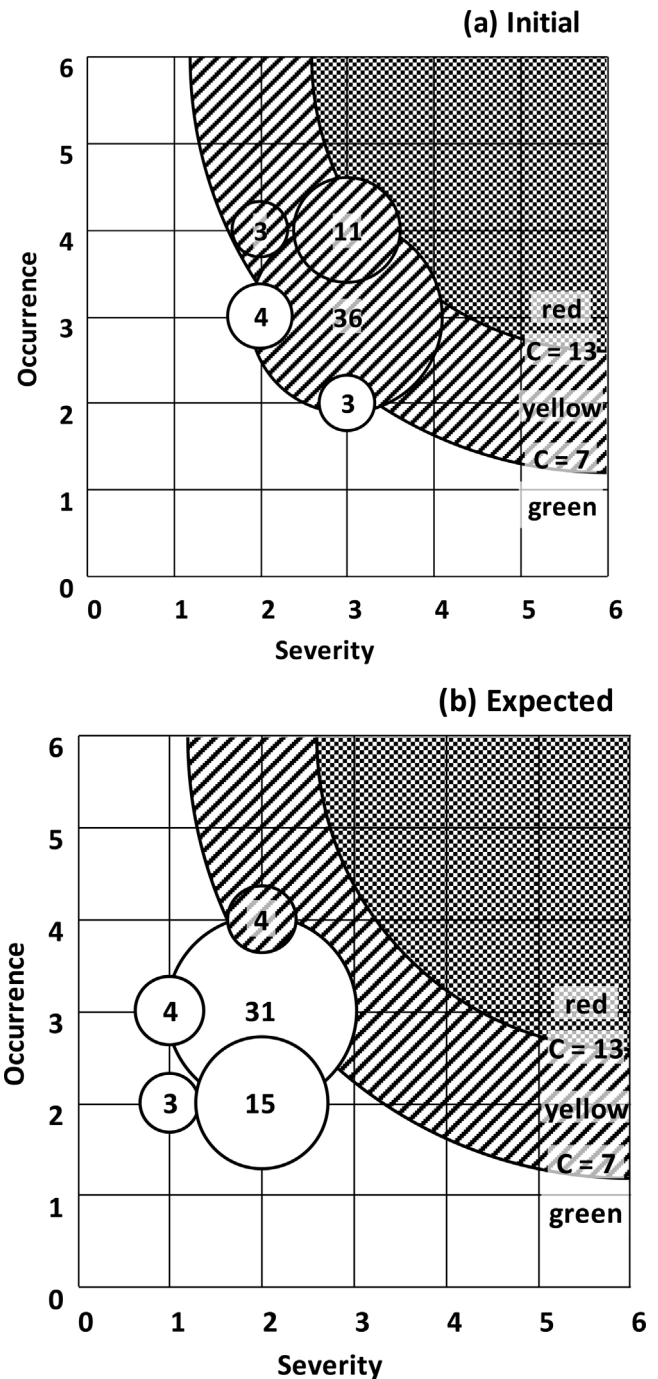 (a) Initial
6
5
4
3
2
1
0
Occurrence
3
11
4
36
3
red
C = 13
yellow
C = 7
green
0 1 2 3 4 5 6
Severity
(b) Expected
6
5
4
3
2
1
0
Occurrence
4
4
31
3
15
red
C = 13
yellow
C = 7
green
0 1 2 3 4 5 6
Severity